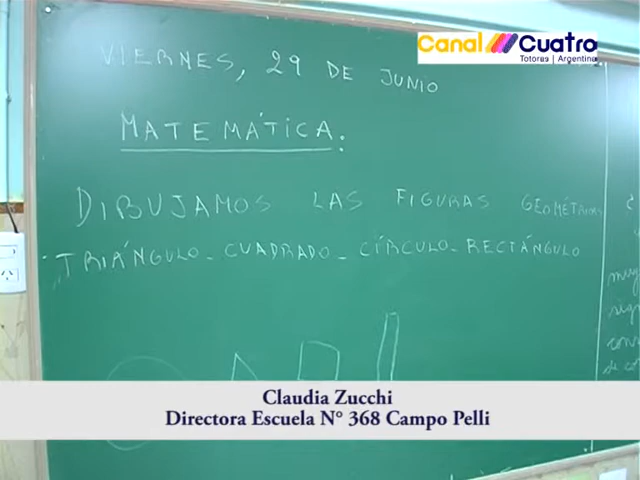 Canal Cuatro
Totoras | Argentina
VIERNES, 29 DE JUNIO
MATEMÁTICA.
DIBUJAMOS LAS FIGURAS GEOMÉTRICAS
TRIÁNGULO - CUADRADO - CÍRCULO - RECTÁNGULO
muy
Claudia Zucchi
Directora Escuela N° 368 Campo Pelli